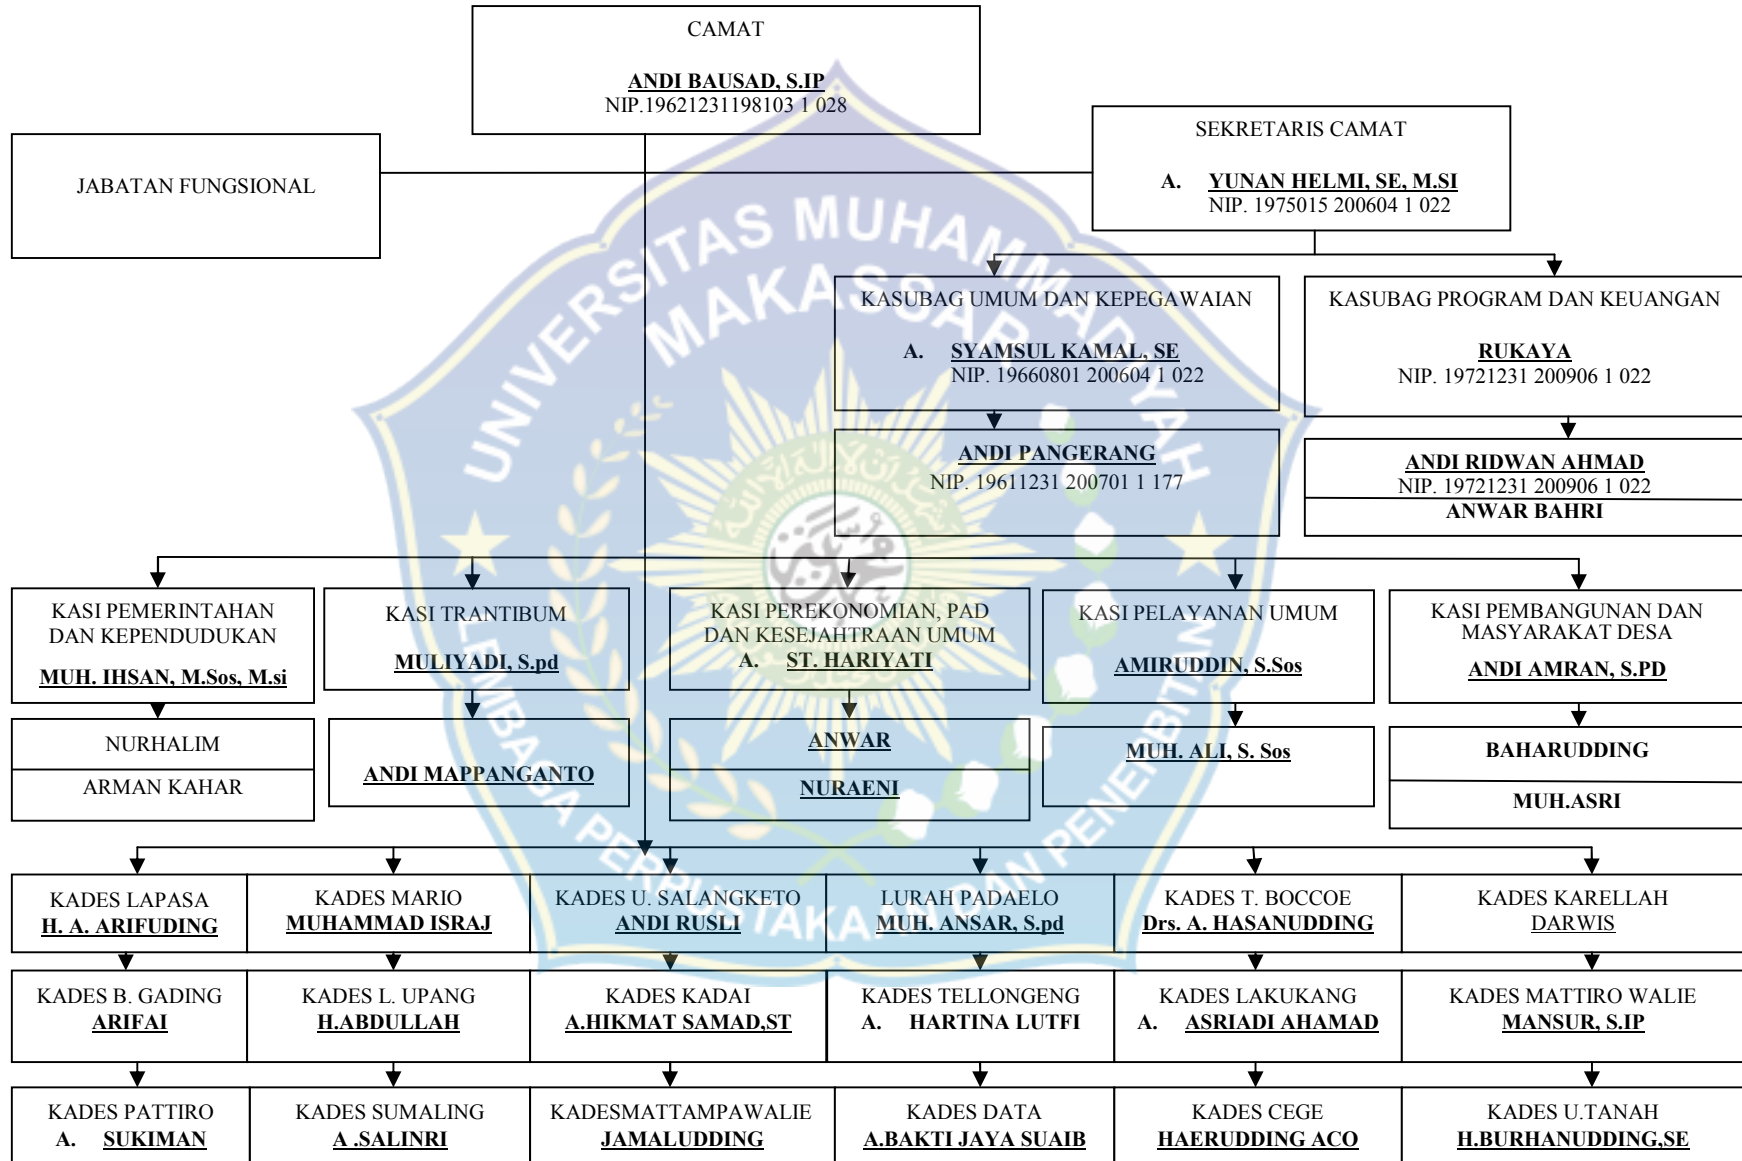 CAMAT
ANDI BAUSAD, S.IP
NIP.19621231198103 1 028
SEKRETARIS CAMAT
A. YUNAN HELMI, SE, M.SI
NIP. 1975015 200604 1 022
JABATAN FUNGSIONAL
KASUBAG UMUM DAN KEPEGAWAIAN
A. SYAMSUL KAMAL, SE
NIP. 19660801 200604 1 022
KASUBAG PROGRAM DAN KEUANGAN
RUKAYA
NIP. 19721231 200906 1 022
ANDI PANGERANG
NIP. 19611231 200701 1 177
ANDI RIDWAN AHMAD
NIP. 19721231 200906 1 022
ANWAR BAHRI
KASI PEMERINTAHAN
DAN KEPENDUDUKAN
MUH. IHSAN, M.Sos, M.si
KASI TRANTIBUM
MULIYADI, S.pd
KASI PEREKONOMIAN, PAD
DAN KESEJAHTRAAN UMUM
A. ST. HARIYATI
KASI PELAYANAN UMUM
AMIRUDDIN, S.Sos
KASI PEMBANGUNAN DAN
MASYARAKAT DESA
ANDI AMRAN, S.PD
NURHALIM
ARMAN KAHAR
ANDI MAPPANGANTO
ANWAR
NURAENI
MUH. ALI, S. Sos
BAHARUDDING
MUH.ASRI
KADES LAPASA
H. A. ARIFUDING
KADES MARIO
MUHAMMAD ISRAJ
KADES U. SALANGKETO
ANDI RUSLI
LURAH PADAELO
MUH. ANSAR, S.pd
KADES T. BOCCOE
Drs. A. HASANUDDING
KADES KARELLAH
DARWIS
KADES B. GADING
ARIFAI
KADES L. UPANG
H.ABDULLAH
KADES KADAI
A.HIKMAT SAMAD,ST
KADES TELLONGENG
A. HARTINA LUTFI
KADES LAKUKANG
A. ASRIADI AHAMAD
KADES MATTIRO WALIE
MANSUR, S.IP
KADES PATTIRO
A. SUKIMAN
KADES SUMALING
A .SALINRI
KADESMATTAMPAWALIE
JAMALUDDING
KADES DATA
A.BAKTI JAYA SUAIB
KADES CEGE
HAERUDDING ACO
KADES U.TANAH
H.BURHANUDDING,SE
UNIVERSITAS MUHAMMADIYAH
MAKASSAR
LEMBAGA PERPUSTAKAAN DAN PENERBITAN